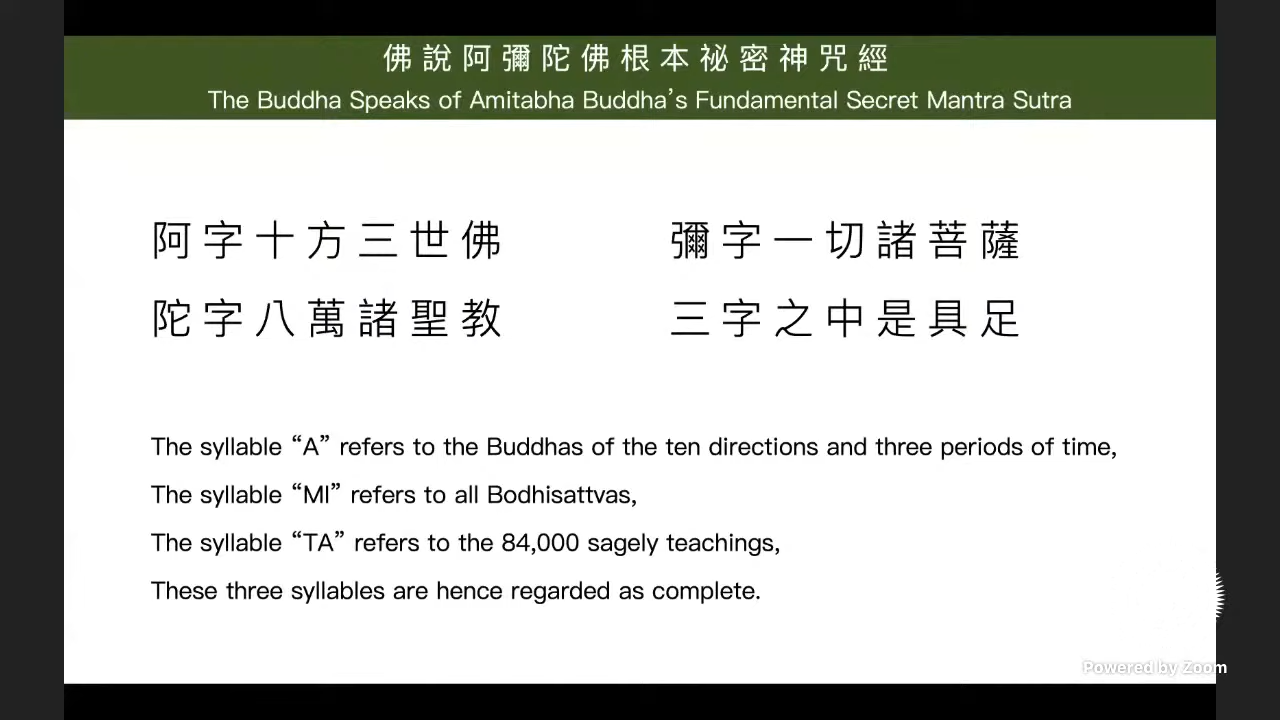 佛說阿彌陀佛根本祕密神咒經
The Buddha Speaks of Amitabha Buddha’s Fundamental Secret Mantra Sutra
阿字十方三世佛 彌字一切諸菩薩
陀字八萬諸聖教 三字之中是具足
The syllable “A” refers to the Buddhas of the ten directions and three periods of time,
The syllable “MI” refers to all Bodhisattvas,
The syllable “TA” refers to the 84,000 sagely teachings,
These three syllables are hence regarded as complete.
Powered by Zoom